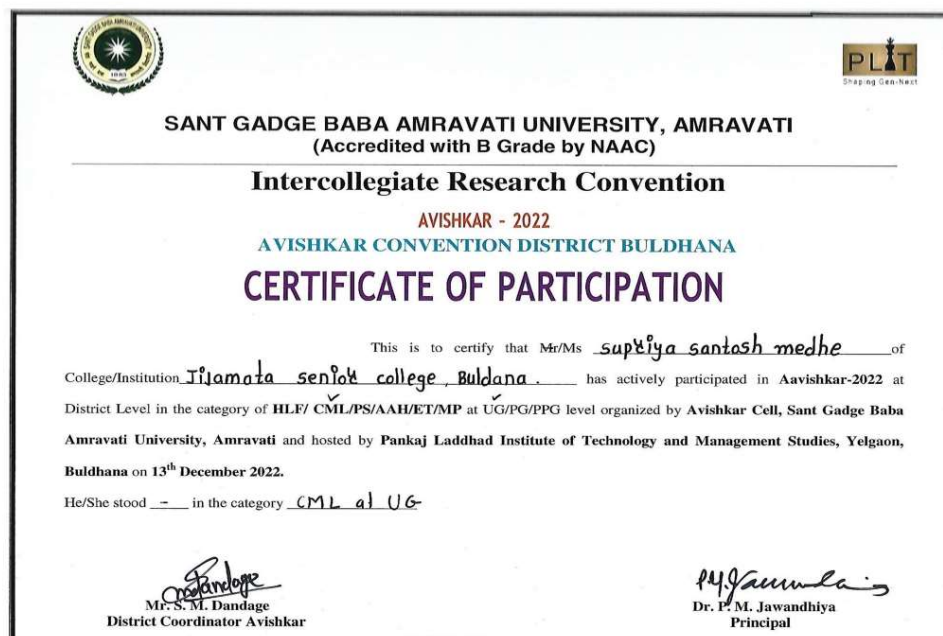 PLIT
Shaping Gen-Next
SANT GADGE BABA AMRAVATI UNIVERSITY, AMRAVATI
(Accredited with B Grade by NAAC)
Intercollegiate Research Convention
AVISHKAR - 2022
AVISHKAR CONVENTION DISTRICT BULDHANA
CERTIFICATE OF PARTICIPATION
This is to certify that Mr/Ms supriya santosh medhe of
College/Institution Jijamata senior college, Buldana. has actively participated in Aavishkar-2022 at
District Level in the category of HLF/ CML/PS/AAH/ET/MP at UG/PG/PPG level organized by Avishkar Cell, Sant Gadge Baba
Amravati University, Amravati and hosted by Pankaj Laddhad Institute of Technology and Management Studies, Yelgaon,
Buldhana on 13th December 2022.
He/She stood - in the category CML at UG
Mr. S. M. Dandage
District Coordinator Avishkar
Dr. P. M. Jawandhiya
Principal